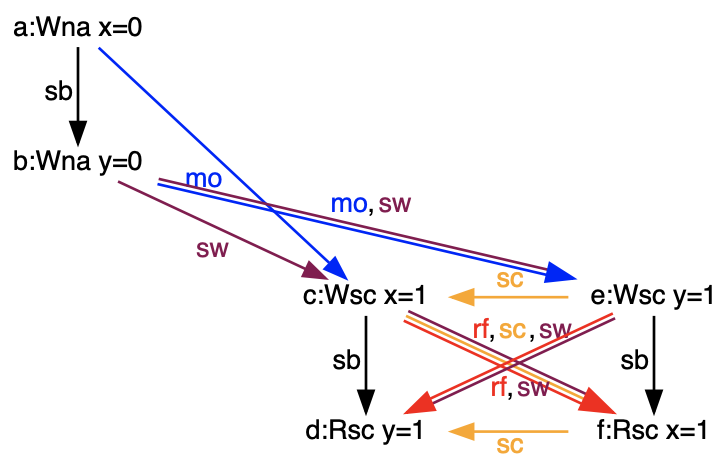 a:Wna x=0
sb
b:Wna y=0
mo
mo,sw
sw
sc
c:Wsc x=1
e:Wsc y=1
rf,sc,sw
sb
sb
rf,sw
d:Rsc y=1
f:Rsc x=1
sc